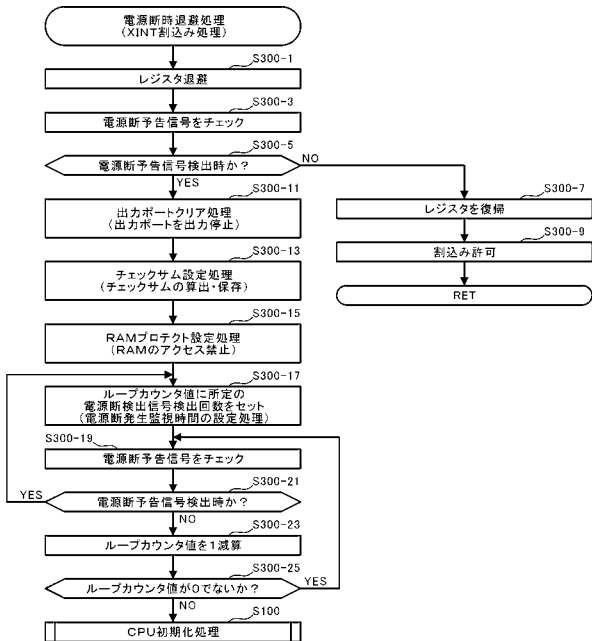 電源断時退避処理
(XINT割込み処理)
S300-1
レジスタ退避
S300-3
電源断予告信号をチェック
S300-5
電源断予告信号検出時か？
NO
YES
S300-7
レジスタを復帰
S300-9
割込み許可
RET
S300-11
出力ポートクリア処理
(出力ポートを出力停止)
S300-13
チェックサム設定処理
(チェックサムの算出・保存)
S300-15
RAMプロテクト設定処理
(RAMのアクセス禁止)
S300-17
ループカウンタ値に所定の
電源断検出信号検出回数をセット
(電源断発生監視時間の設定処理)
S300-19
電源断予告信号をチェック
S300-21
YES
電源断予告信号検出時か？
NO
S300-23
ループカウンタ値を1減算
S300-25
ループカウンタ値が0でないか？
YES
NO
S100
CPU初期化処理